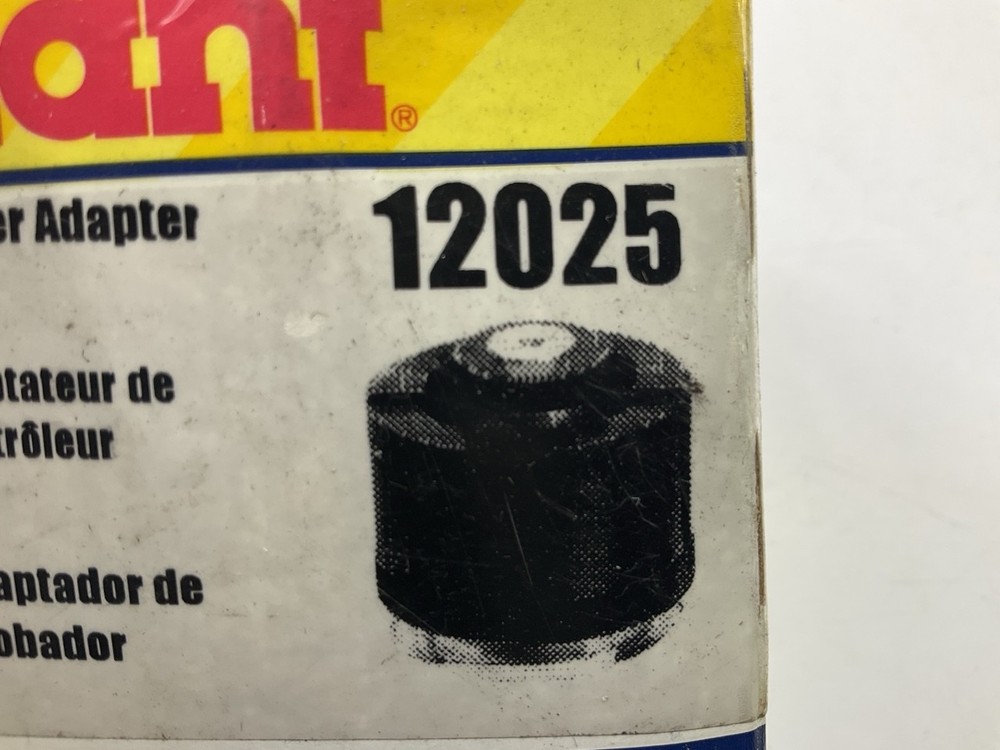 ant®
er Adapter
12025
ptateur de
trôleur
aptador de
obador